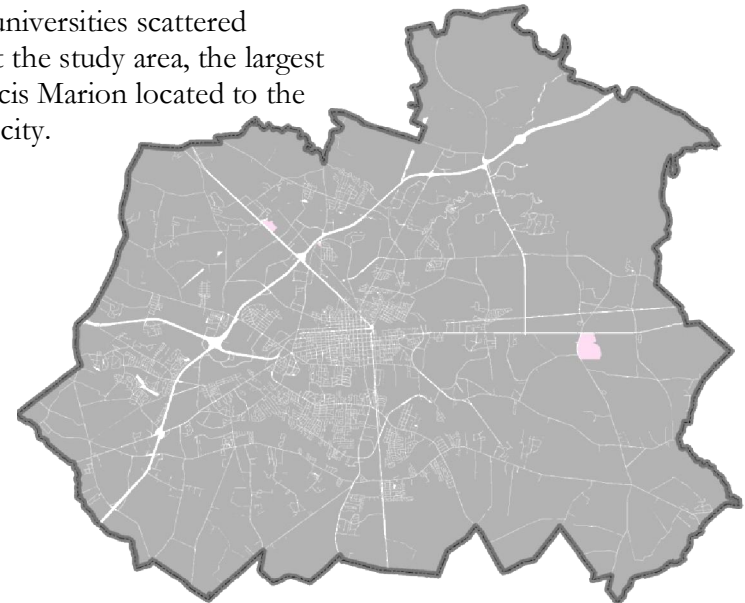 universities scattered
t the study area, the largest
cis Marion located to the
city.